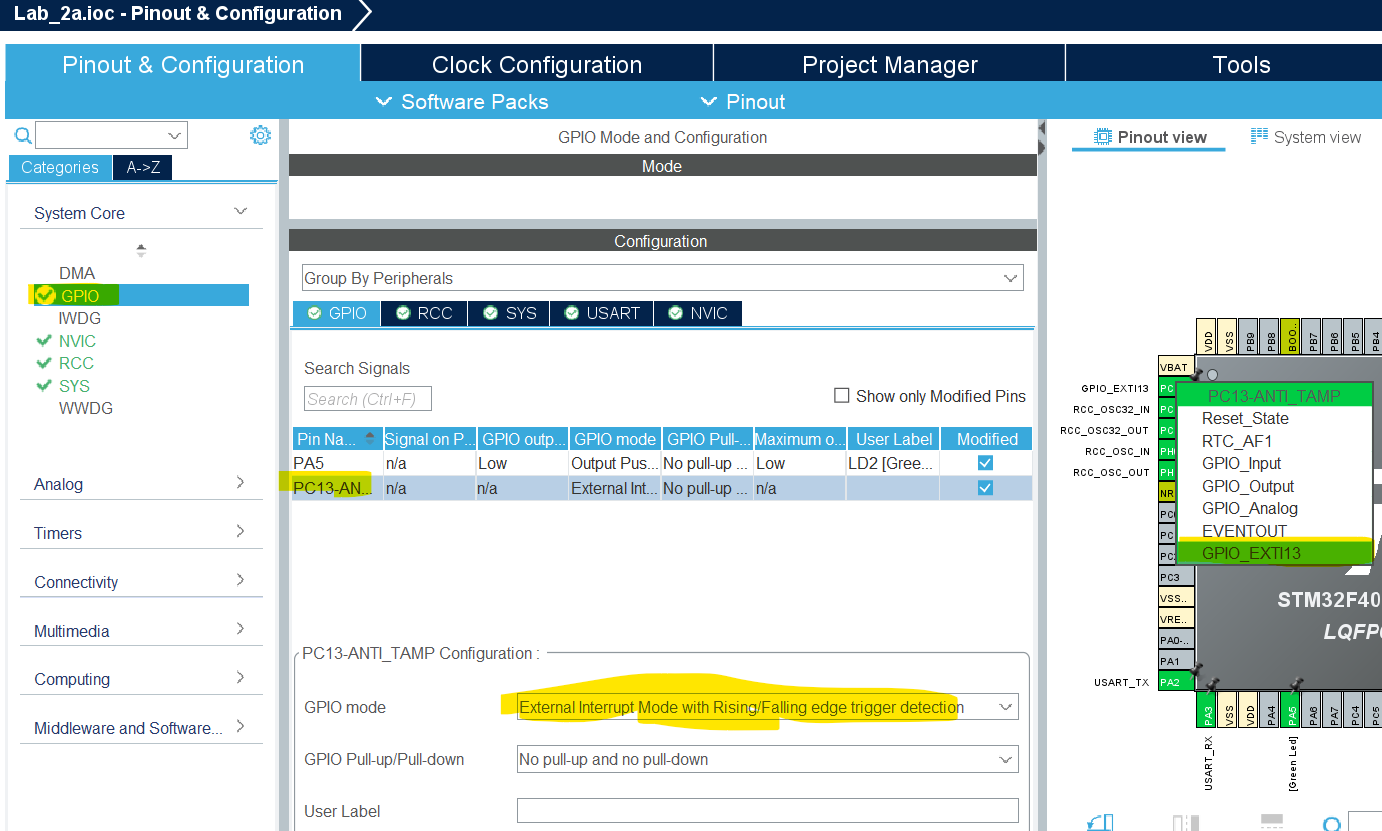 Lab_2a.ioc - Pinout & Configuration
Pinout & Configuration
Clock Configuration
Project Manager
Tools
Software Packs
Pinout
Categories
A->Z
System Core
DMA
GPIO
IWDG
NVIC
RCC
SYS
WWDG
Analog
Timers
Connectivity
Multimedia
Computing
Middleware and Software...
GPIO Mode and Configuration
Mode
Configuration
Group By Peripherals
GPIO
RCC
SYS
USART
NVIC
Search Signals
Search (Ctrl+F)
Show only Modified Pins
Pin Na... Signal on P... GPIO outp... GPIO mode GPIO Pull-... Maximum o... User Label Modified
PA5 n/a Low Output Pus... No pull-up ... Low LD2 [Gree...
PC13-AN... n/a n/a External Int... No pull-up ... n/a
PC13-ANTI_TAMP Configuration :
GPIO mode
External Interrupt Mode with Rising/Falling edge trigger detection
GPIO Pull-up/Pull-down
No pull-up and no pull-down
User Label
Pinout view
System view
VDD
VSS
PB9
PB8
BOO..
PB7
PB6
PB5
PB4
VBAT
GPIO_EXTI13 PC
RCC_OSC32_IN PC
RCC_OSC32_OUT PC
RCC_OSC_IN PH
RCC_OSC_OUT PH
NR
PC
PC
PC
PC3
VSS..
VRE..
PA0-..
PA1
USART_TX PA2
PC13-ANTI_TAMP
Reset_State
RTC_AF1
GPIO_Input
GPIO_Output
GPIO_Analog
EVENTOUT
GPIO_EXTI13
STM32F40
LQFP
PA3
VSS
VDD
PA4
PA5
PA6
PA7
PC4
PC5
USART_RX
[Green Led]